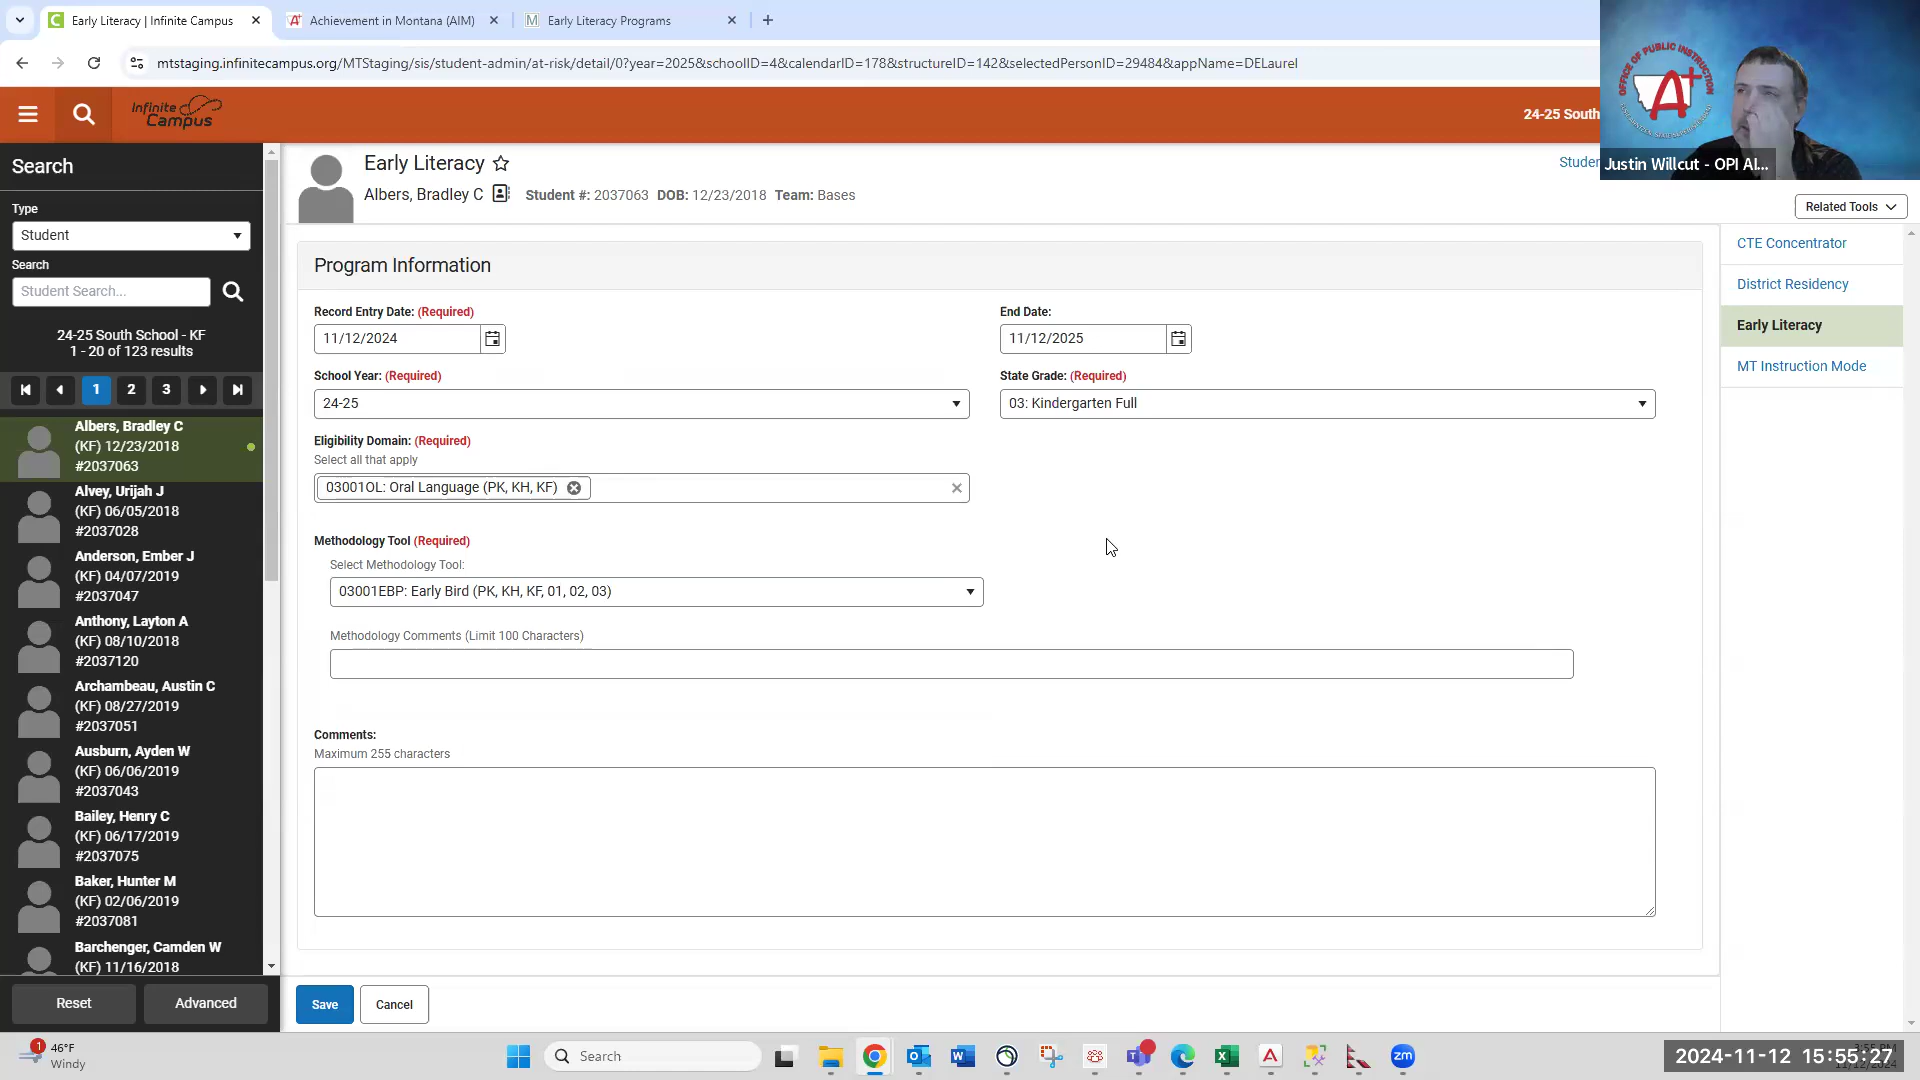 Early Literacy | Infinite Campus
Achievement in Montana (AIM)
Early Literacy Programs
mtstaging.infinitecampus.org/MTStaging/sis/student-admin/at-risk/detail/0?year=2025&schoolID=4&calendarID=178&structureID=142&selectedPersonID=29484&appName=DELaurel
Infinite
Campus
24-25 South
OFFICE OF PUBLIC INSTRUCTION
A+
Justin Willcut - OPI AI...
Search
Type
Student
Search
Student Search...
24-25 South School - KF
1 - 20 of 123 results
1 2 3
Albers, Bradley C
(KF) 12/23/2018
#2037063
Alvey, Urijah J
(KF) 06/05/2018
#2037028
Anderson, Ember J
(KF) 04/07/2019
#2037047
Anthony, Layton A
(KF) 08/10/2018
#2037120
Archambeau, Austin C
(KF) 08/27/2019
#2037051
Ausburn, Ayden W
(KF) 06/06/2019
#2037043
Bailey, Henry C
(KF) 06/17/2019
#2037075
Baker, Hunter M
(KF) 02/06/2019
#2037081
Barchenger, Camden W
(KF) 11/16/2018
Reset
Advanced
Early Literacy
Albers, Bradley C Student #: 2037063 DOB: 12/23/2018 Team: Bases
Studen
Related Tools
CTE Concentrator
District Residency
Early Literacy
MT Instruction Mode
Program Information
Record Entry Date: (Required)
11/12/2024
End Date:
11/12/2025
School Year: (Required)
24-25
State Grade: (Required)
03: Kindergarten Full
Eligibility Domain: (Required)
Select all that apply
03001OL: Oral Language (PK, KH, KF)
Methodology Tool (Required)
Select Methodology Tool:
03001EBP: Early Bird (PK, KH, KF, 01, 02, 03)
Methodology Comments (Limit 100 Characters)
Comments:
Maximum 255 characters
Save
Cancel
1
46°F
Windy
Search
zm
2024-11-12 15:55:27